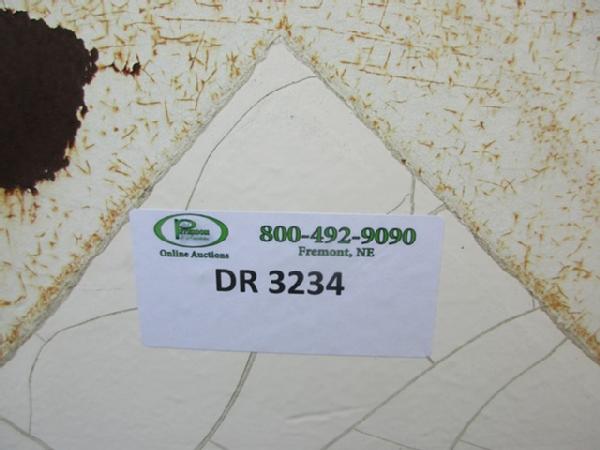 800-492-9090
Fremont, NE
Online Auctions
DR 3234